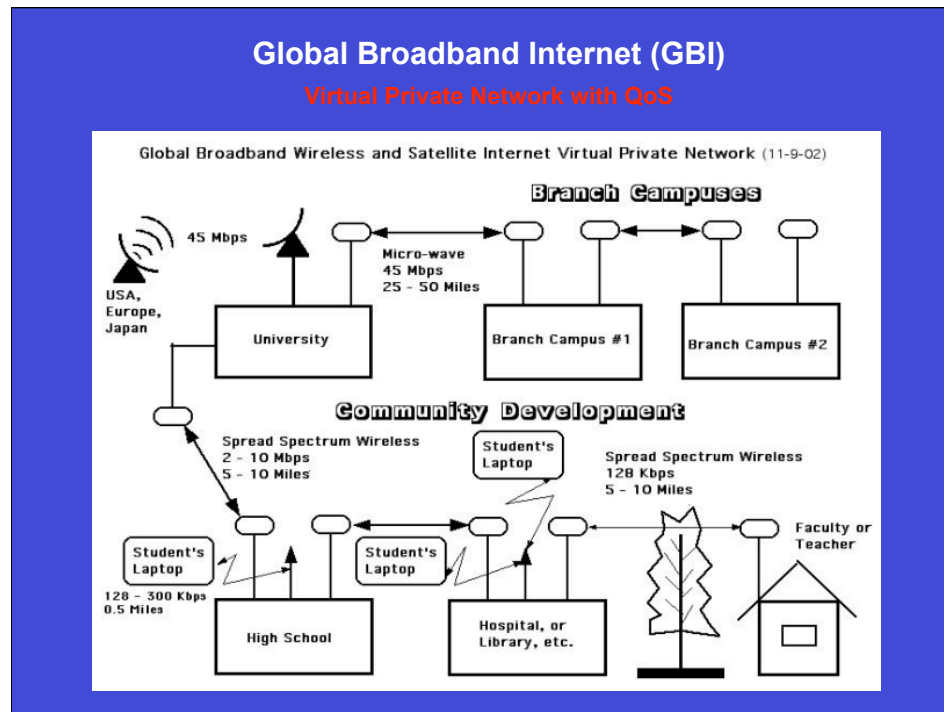 Global Broadband Internet (GBI)
Virtual Private Network with QoS
Global Broadband Wireless and Satellite Internet Virtual Private Network (11-9-02)
Branch Campuses
45 Mbps
Micro-wave
45 Mbps
25 - 50 Miles
USA,
Europe,
Japan
University
Branch Campus #1
Branch Campus #2
Community Development
Spread Spectrum Wireless
2 - 10 Mbps
5 - 10 Miles
Student's
Laptop
Spread Spectrum Wireless
128 Kbps
5 - 10 Miles
Student's
Laptop
128 - 300 Kbps
0.5 Miles
Student's
Laptop
Faculty or
Teacher
High School
Hospital, or
Library, etc.